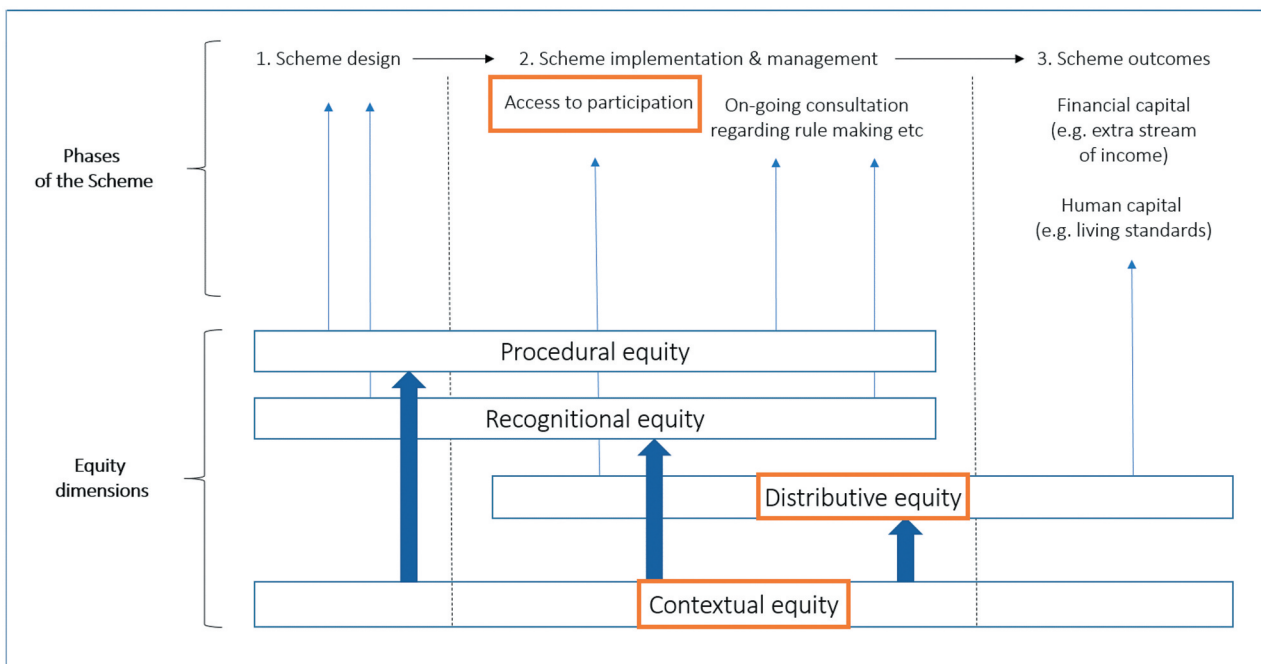 1. Scheme design
2. Scheme implementation & management
3. Scheme outcomes
Access to participation
On-going consultation
regarding rule making etc
Financial capital
(e.g. extra stream
of income)
Human capital
(e.g. living standards)
Phases
of the Scheme
Procedural equity
Recognitional equity
Equity
dimensions
Distributive equity
Contextual equity